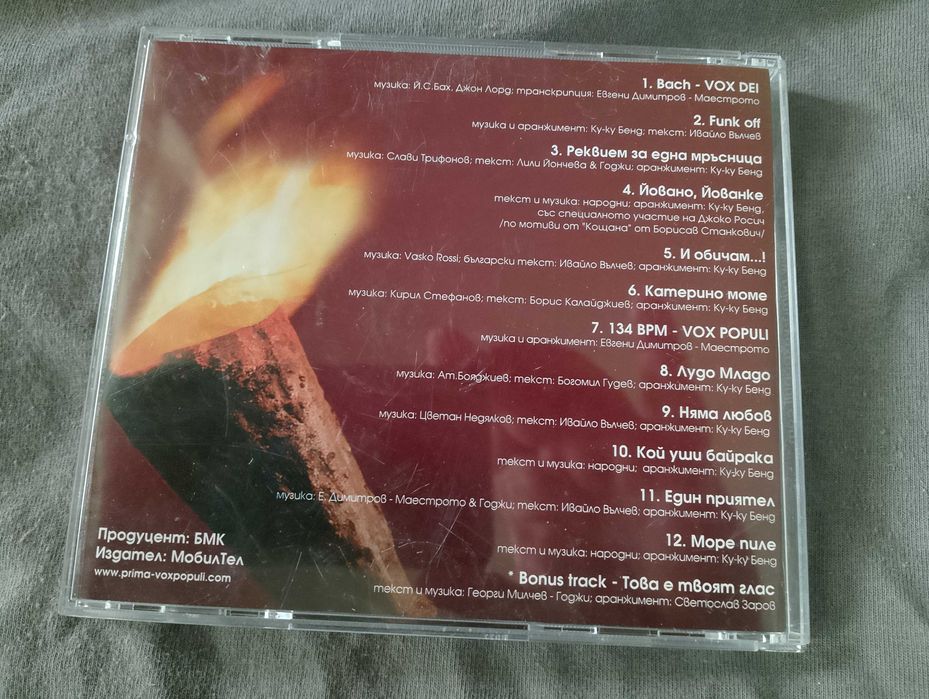 1. Bach - VOX DEI
музика: Й.С.Бах, Джон Лорд; транскрипция: Евгени Димитров - Маестрото
2. Funk off
музика и аранжимент: Ку-ку Бенд; текст: Ивайло Вълчев
3. Реквием за една мръсница
музика: Слави Трифонов; текст: Лили Йончева & Годжи; аранжимент: Ку-ку Бенд
4. Йовано, Йованке
текст и музика: народни; аранжимент: Ку-ку Бенд,
със специалното участие на Джоко Росич
/по мотиви от "Кощана" от Борисав Станкович/
5. И обичам...!
музика: Vasko Rossi; български текст: Ивайло Вълчев; аранжимент: Ку-ку Бенд
6. Катерино моме
музика: Кирил Стефанов; текст: Борис Калайджиев; аранжимент: Ку-ку Бенд
7. 134 BPM - VOX POPULI
музика и аранжимент: Евгени Димитров - Маестрото
8. Лудо Младо
музика: Ат.Бояджиев; текст: Богомил Гудев; аранжимент: Ку-ку Бенд
9. Няма любов
музика: Цветан Недялков; текст: Ивайло Вълчев; аранжимент: Ку-ку Бенд
10. Кой уши байрака
текст и музика: народни; аранжимент: Ку-ку Бенд
11. Един приятел
музика: Е. Димитров - Маестрото & Годжи; текст: Ивайло Вълчев; аранжимент: Ку-ку Бенд
12. Море пиле
текст и музика: народни; аранжимент: Ку-ку Бенд
* Bonus track - Това е твоят глас
текст и музика: Георги Милчев - Годжи; аранжимент: Светослав Заров
Продуцент: БМК
Издател: МобилТел
www.prima-voxpopuli.com